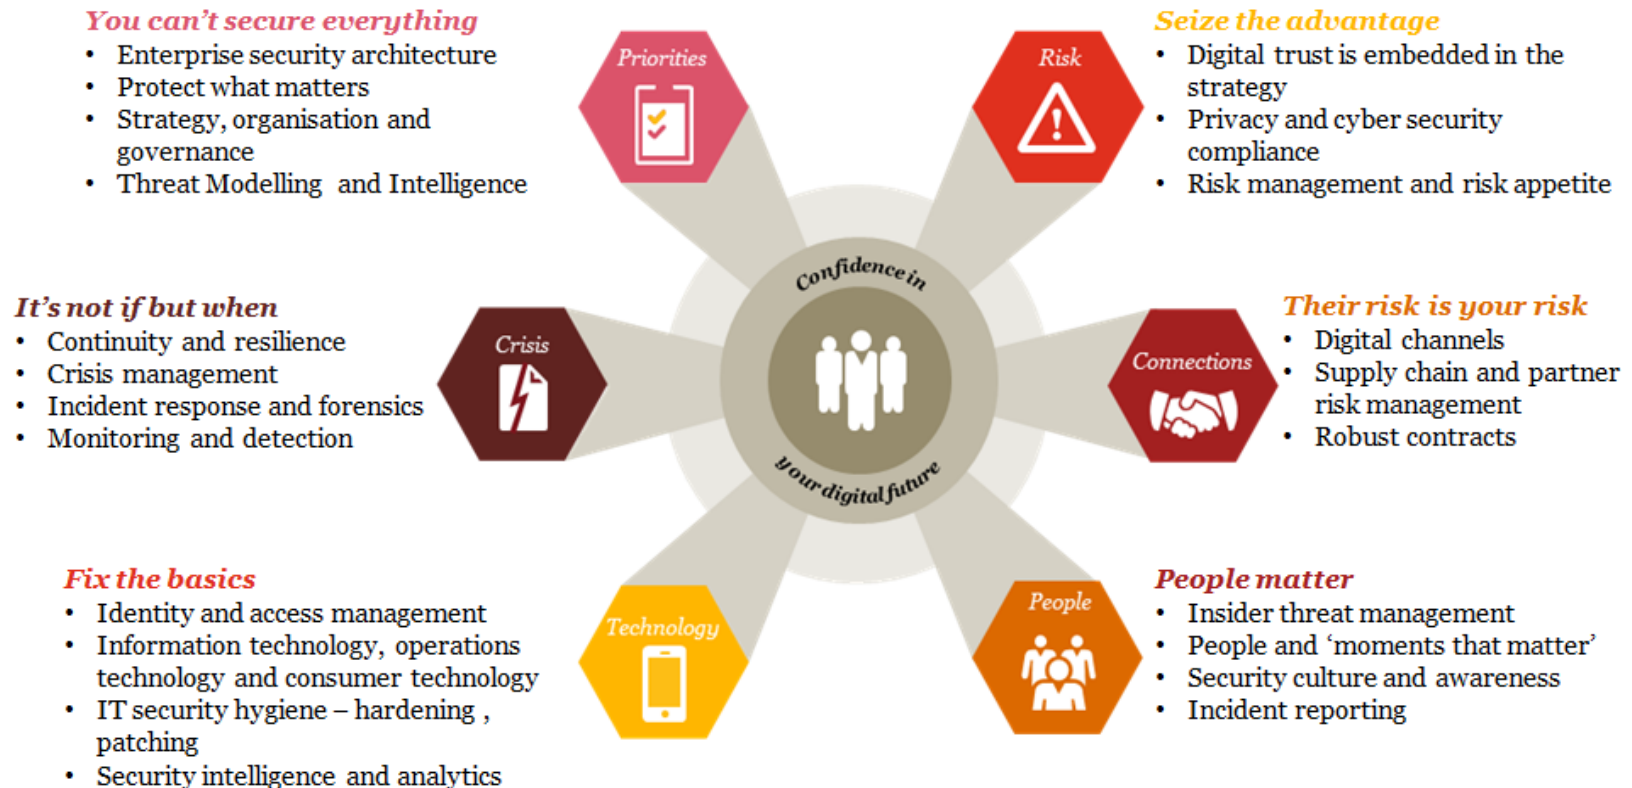 You can’t secure everything
• Enterprise security architecture
• Protect what matters
• Strategy, organisation and
governance
• Threat Modelling and Intelligence
Priorities
Risk
Seize the advantage
• Digital trust is embedded in the
strategy
• Privacy and cyber security
compliance
• Risk management and risk appetite
It’s not if but when
• Continuity and resilience
• Crisis management
• Incident response and forensics
• Monitoring and detection
Crisis
Confidence in
your digital future
Connections
Their risk is your risk
• Digital channels
• Supply chain and partner
risk management
• Robust contracts
Fix the basics
• Identity and access management
• Information technology, operations
technology and consumer technology
• IT security hygiene – hardening ,
patching
• Security intelligence and analytics
Technology
People
People matter
• Insider threat management
• People and ‘moments that matter’
• Security culture and awareness
• Incident reporting